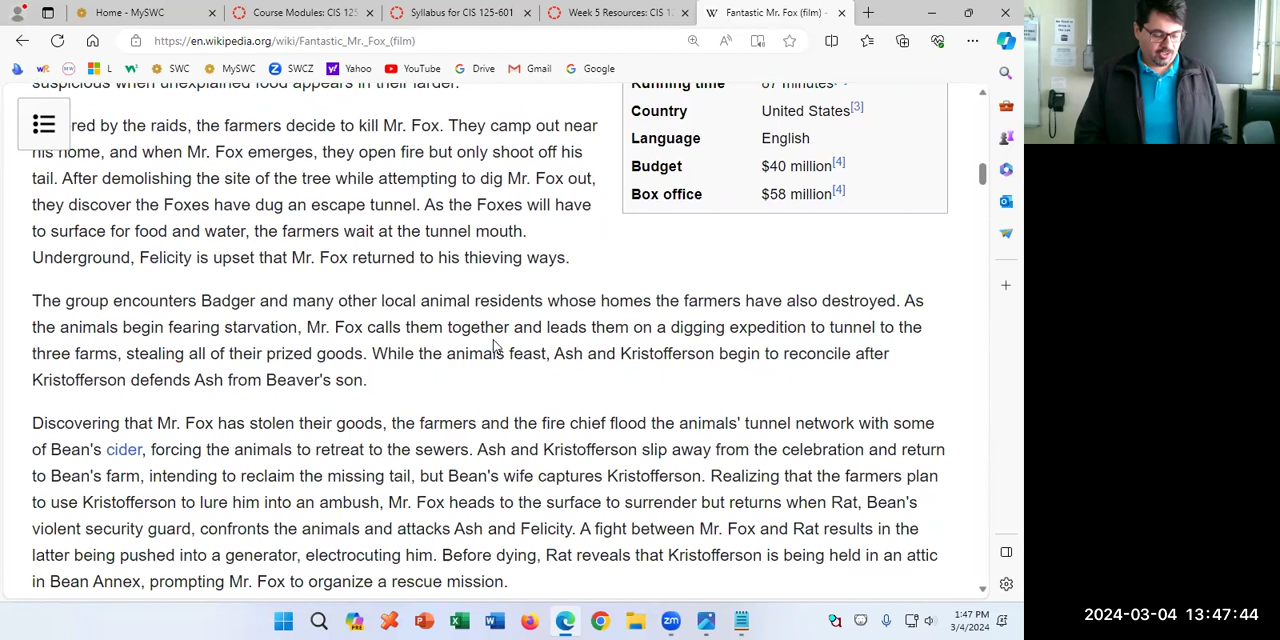 Home - MySWC
Course Modules: CIS 125
Syllabus for CIS 125-601
Week 5 Resources: CIS 1
Fantastic Mr. Fox (film) -
https://en.wikipedia.org/wiki/Fantastic_Mr._Fox_(film)
L
SWC
MySWC
SWCZ
Yahoo
YouTube
Drive
Gmail
Google
suspicious when unexplained food appears in their larder.
red by the raids, the farmers decide to kill Mr. Fox. They camp out near
his home, and when Mr. Fox emerges, they open fire but only shoot off his
tail. After demolishing the site of the tree while attempting to dig Mr. Fox out,
they discover the Foxes have dug an escape tunnel. As the Foxes will have
to surface for food and water, the farmers wait at the tunnel mouth.
Underground, Felicity is upset that Mr. Fox returned to his thieving ways.
Running time 87 minutes
Country United States[3]
Language English
Budget $40 million[4]
Box office $58 million[4]
The group encounters Badger and many other local animal residents whose homes the farmers have also destroyed. As
the animals begin fearing starvation, Mr. Fox calls them together and leads them on a digging expedition to tunnel to the
three farms, stealing all of their prized goods. While the animals feast, Ash and Kristofferson begin to reconcile after
Kristofferson defends Ash from Beaver's son.
Discovering that Mr. Fox has stolen their goods, the farmers and the fire chief flood the animals' tunnel network with some
of Bean's cider, forcing the animals to retreat to the sewers. Ash and Kristofferson slip away from the celebration and return
to Bean's farm, intending to reclaim the missing tail, but Bean's wife captures Kristofferson. Realizing that the farmers plan
to use Kristofferson to lure him into an ambush, Mr. Fox heads to the surface to surrender but returns when Rat, Bean's
violent security guard, confronts the animals and attacks Ash and Felicity. A fight between Mr. Fox and Rat results in the
latter being pushed into a generator, electrocuting him. Before dying, Rat reveals that Kristofferson is being held in an attic
in Bean Annex, prompting Mr. Fox to organize a rescue mission.
1:47 PM
3/4/2024
2024-03-04 13:47:44